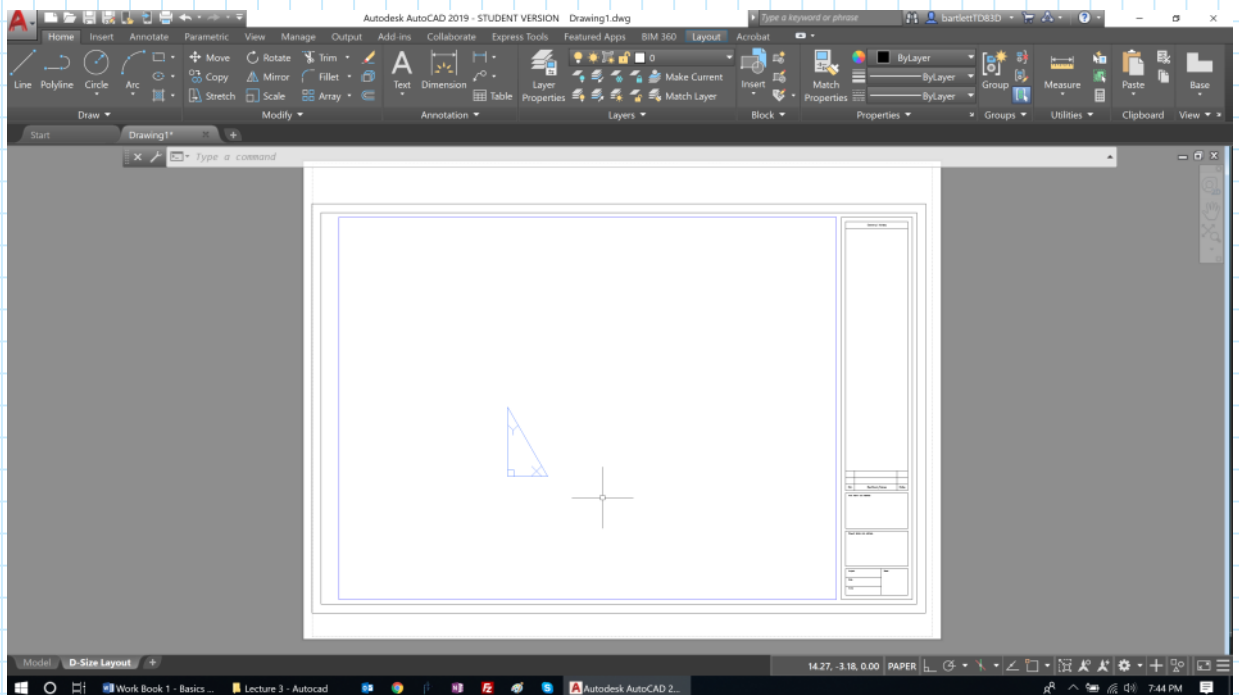 Autodesk AutoCAD 2019 - STUDENT VERSION Drawing1.dwg Type a keyword or phrase bartlettTD83D
Home Insert Annotate Parametric View Manage Output Add-ins Collaborate Express Tools Featured Apps BIM 360 Layout Acrobat
Line Polyline Circle Arc
Move Rotate Trim
Copy Mirror Fillet
Stretch Scale Array
Text Dimension
Table
Layer Properties
0
Make Current
Match Layer
Insert
Match Properties
ByLayer
ByLayer
ByLayer
Group
Measure
Paste
Base
Draw Modify Annotation Layers Block Properties Groups Utilities Clipboard View
Start Drawing1*
Type a command
Y
X
Model D-Size Layout
14.27, -3.18, 0.00 PAPER
Work Book 1 - Basics ... Lecture 3 - Autocad Autodesk AutoCAD 2... 7:44 PM